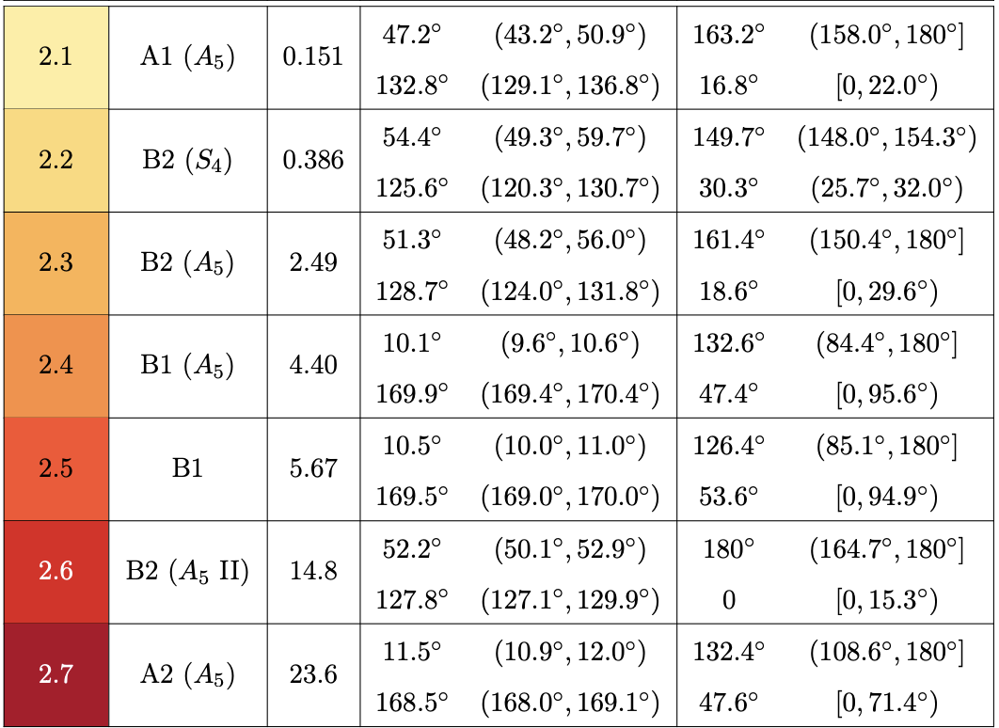 47.2° (43.2°, 50.9°) 163.2° (158.0°, 180°]
2.1 A1 (A₅) 0.151
132.8° (129.1°, 136.8°) 16.8° [0, 22.0°)
54.4° (49.3°, 59.7°) 149.7° (148.0°, 154.3°)
2.2 B2 (S₄) 0.386
125.6° (120.3°, 130.7°) 30.3° (25.7°, 32.0°)
51.3° (48.2°, 56.0°) 161.4° (150.4°, 180°]
2.3 B2 (A₅) 2.49
128.7° (124.0°, 131.8°) 18.6° [0, 29.6°)
10.1° (9.6°, 10.6°) 132.6° (84.4°, 180°]
2.4 B1 (A₅) 4.40
169.9° (169.4°, 170.4°) 47.4° [0, 95.6°)
10.5° (10.0°, 11.0°) 126.4° (85.1°, 180°]
2.5 B1 5.67
169.5° (169.0°, 170.0°) 53.6° [0, 94.9°)
52.2° (50.1°, 52.9°) 180° (164.7°, 180°]
2.6 B2 (A₅ II) 14.8
127.8° (127.1°, 129.9°) 0 [0, 15.3°)
11.5° (10.9°, 12.0°) 132.4° (108.6°, 180°]
2.7 A2 (A₅) 23.6
168.5° (168.0°, 169.1°) 47.6° [0, 71.4°)